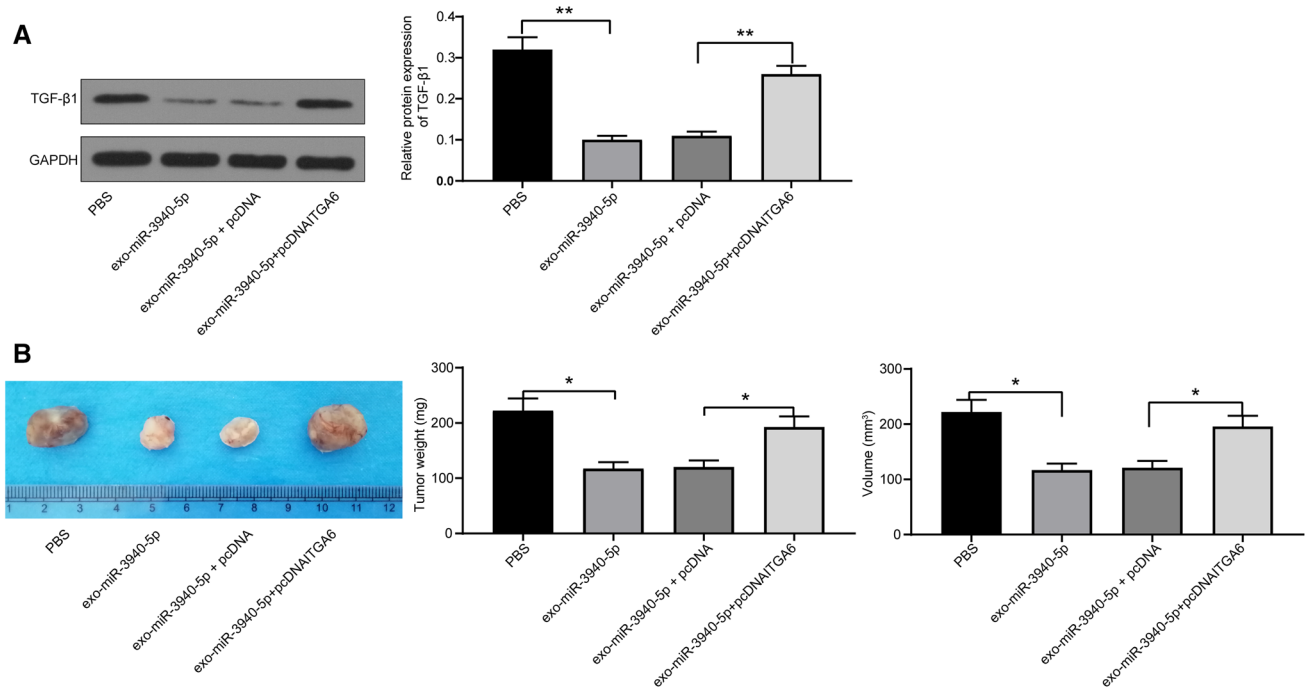 A
TGF-β1
GAPDH
PBS
exo-miR-3940-5p
exo-miR-3940-5p + pcDNA
exo-miR-3940-5p+pcDNAITGA6
Relative protein expression
of TGF-β1
0.4
0.3
0.2
0.1
0.0
**
**
PBS
exo-miR-3940-5p
exo-miR-3940-5p + pcDNA
exo-miR-3940-5p+pcDNAITGA6
B
1 2 3 4 5 6 7 8 9 10 11 12
PBS
exo-miR-3940-5p
exo-miR-3940-5p + pcDNA
exo-miR-3940-5p+pcDNAITGA6
Tumor weight (mg)
300
200
100
0
*
*
PBS
exo-miR-3940-5p
exo-miR-3940-5p + pcDNA
exo-miR-3940-5p+pcDNAITGA6
Volume (mm³)
300
200
100
0
*
*
PBS
exo-miR-3940-5p
exo-miR-3940-5p + pcDNA
exo-miR-3940-5p+pcDNAITGA6